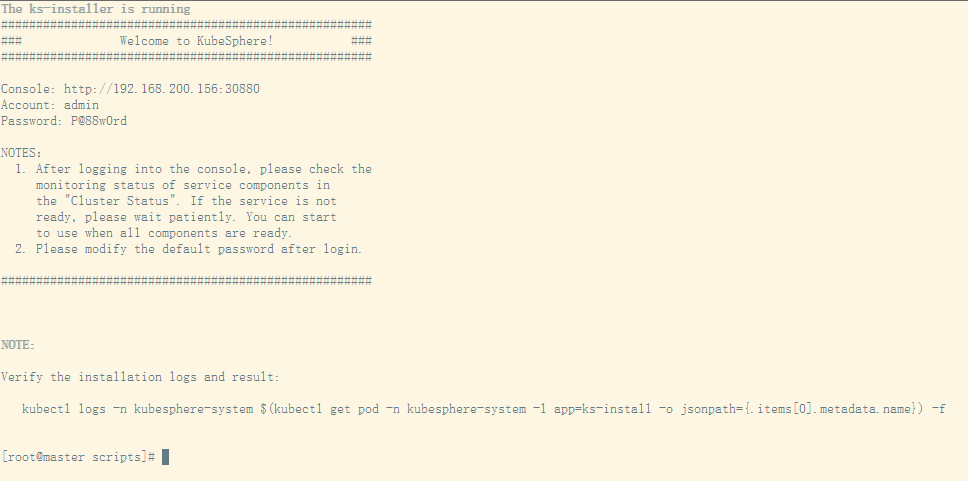 The ks-installer is running
#####################################################
###              Welcome to KubeSphere!           ###
#####################################################
Console: http://192.168.200.156:30880
Account: admin
Password: P@88w0rd
NOTES：
1. After logging into the console, please check the
monitoring status of service components in
the "Cluster Status". If the service is not
ready, please wait patiently. You can start
to use when all components are ready.
2. Please modify the default password after login.
#####################################################
NOTE:
Verify the installation logs and result:
kubectl logs -n kubesphere-system $(kubectl get pod -n kubesphere-system -l app=ks-install -o jsonpath={.items[0].metadata.name}) -f
[root@master scripts]#